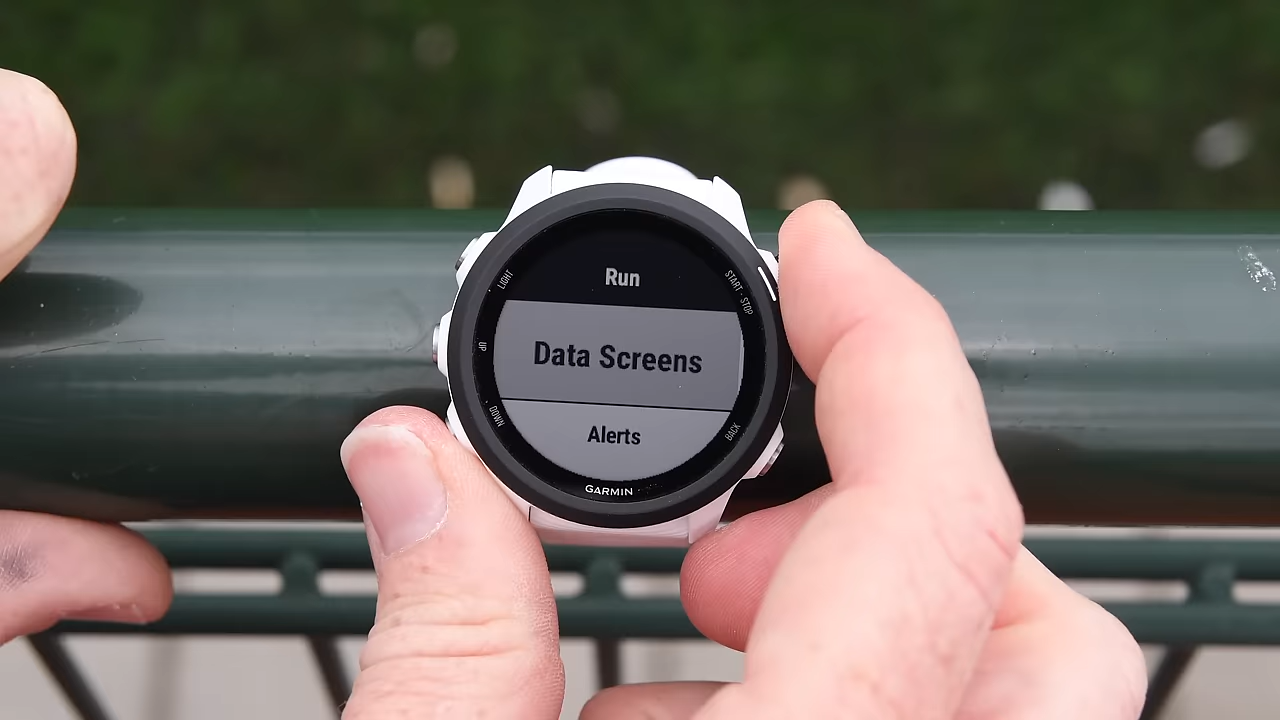 Run
LIGHT
START · STOP
UP
Data Screens
DOWN
Alerts
BACK
GARMIN